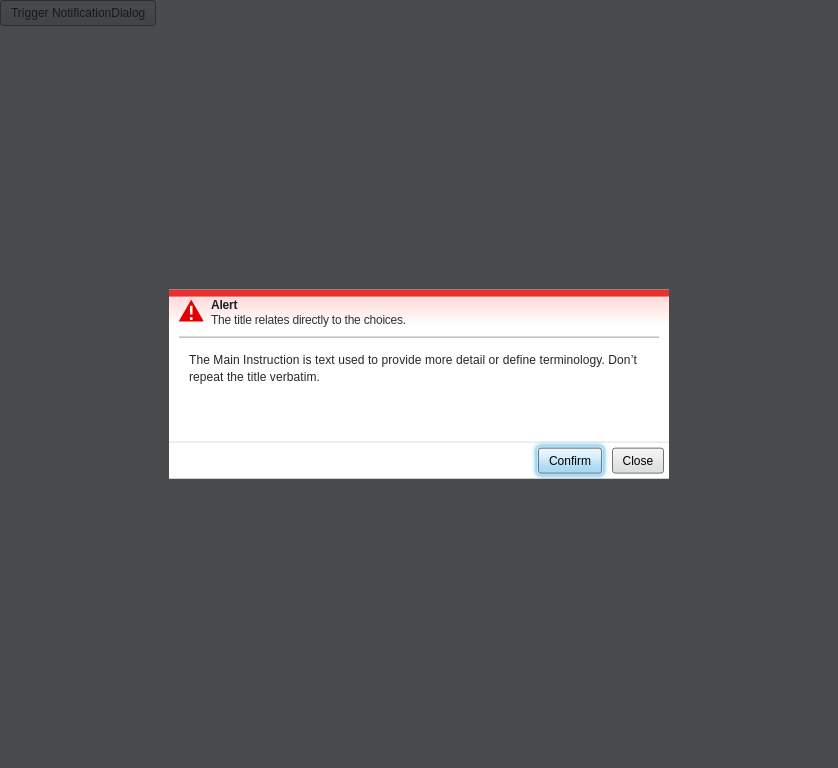 Trigger NotificationDialog
Alert
The title relates directly to the choices.
The Main Instruction is text used to provide more detail or define terminology. Don’t
repeat the title verbatim.
Confirm Close